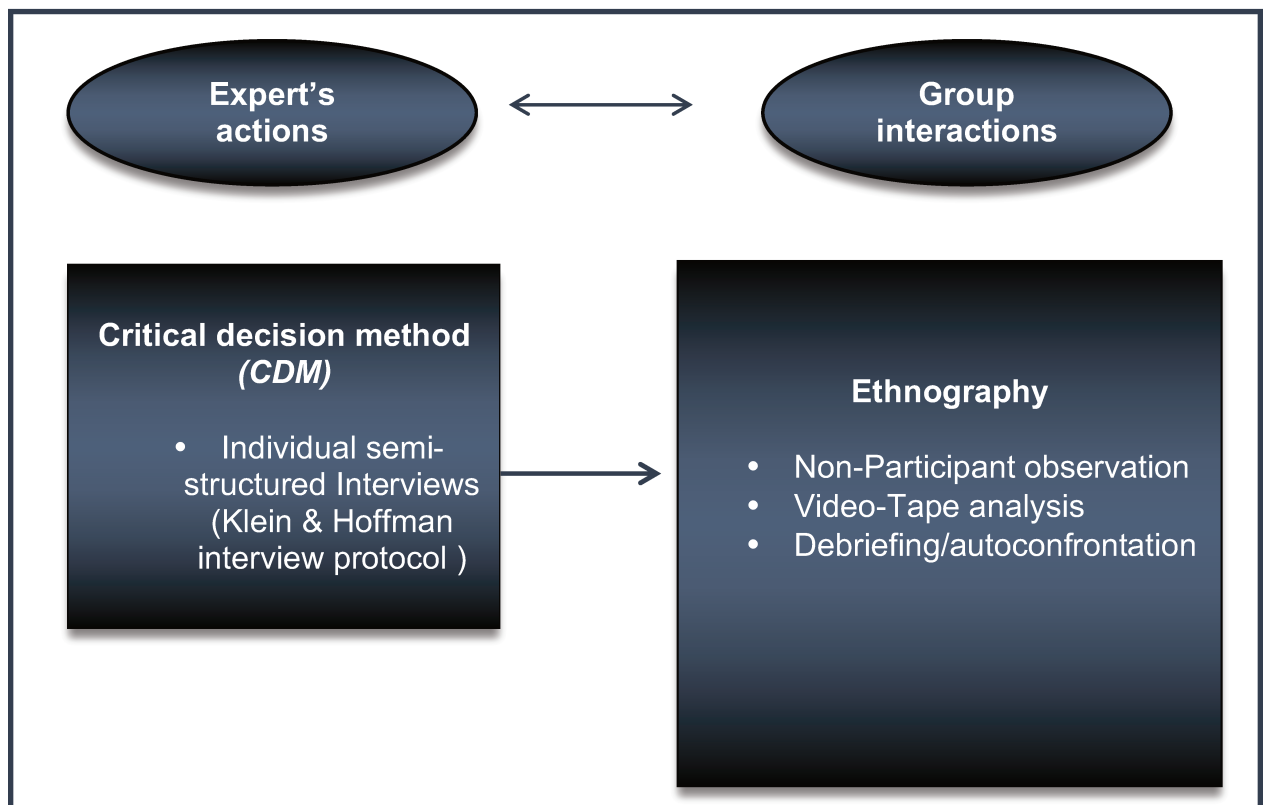 Expert’s
actions
Group
interactions
Critical decision method
(CDM)
• Individual semi-
structured Interviews
(Klein & Hoffman
interview protocol )
Ethnography
• Non-Participant observation
• Video-Tape analysis
• Debriefing/autoconfrontation